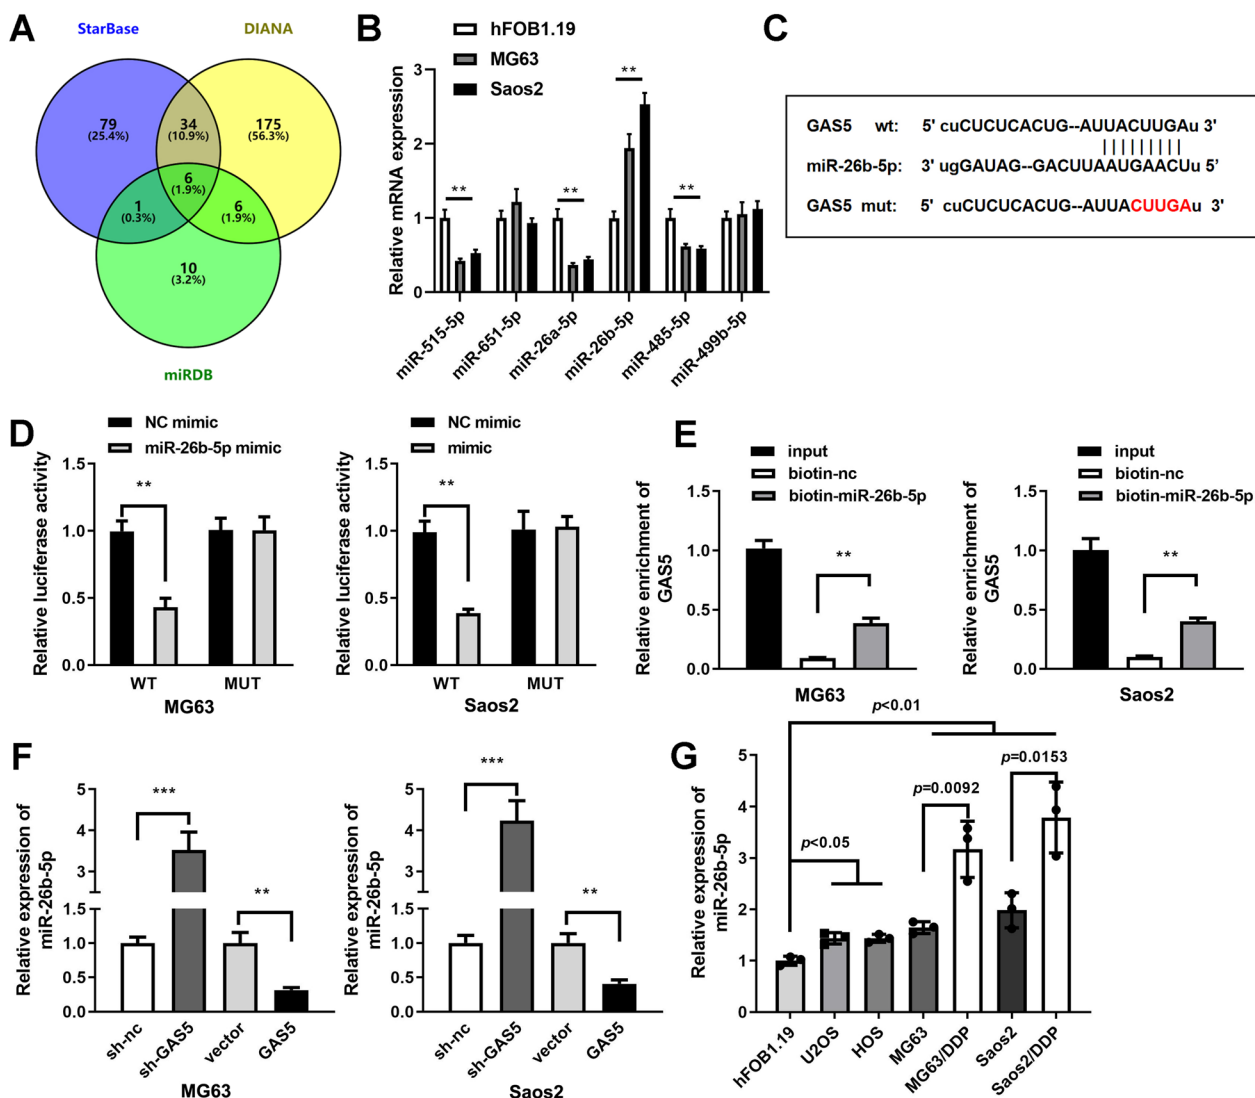 A
StarBase
DIANA
79
(25.4%)
34
(10.9%)
175
(56.3%)
6
(1.9%)
1
(0.3%)
6
(1.9%)
10
(3.2%)
miRDB
B
hFOB1.19
MG63
Saos2
Relative mRNA expression
3
2
1
0
**
**
**
**
miR-515-5p
miR-651-5p
miR-26a-5p
miR-26b-5p
miR-485-5p
miR-499b-5p
C
GAS5 wt: 5' cuCUCUCACUG--AUUACUUGAu 3'
| | | | | | | | |
miR-26b-5p: 3' ugGAUAG--GACUUAAUGAACUu 5'
GAS5 mut: 5' cuCUCUCACUG--AUUACUUGAu 3'
D
NC mimic
miR-26b-5p mimic
Relative luciferase activity
1.5
1.0
0.5
0.0
**
WT
MUT
MG63
NC mimic
mimic
Relative luciferase activity
1.5
1.0
0.5
0.0
**
WT
MUT
Saos2
E
input
biotin-nc
biotin-miR-26b-5p
Relative enrichment of
GAS5
1.5
1.0
0.5
0.0
**
MG63
input
biotin-nc
biotin-miR-26b-5p
Relative enrichment of
GAS5
1.5
1.0
0.5
0.0
**
Saos2
F
Relative expression of
miR-26b-5p
5
4
3
1.0
0.5
0.0
***
**
sh-nc
sh-GAS5
vector
GAS5
MG63
Relative expression of
miR-26b-5p
5
4
3
1.0
0.5
0.0
***
**
sh-nc
sh-GAS5
vector
GAS5
Saos2
G
Relative expression of
miR-26b-5p
5
4
3
2
1
0
p<0.01
p=0.0153
p=0.0092
p<0.05
hFOB1.19
U2OS
HOS
MG63
MG63/DDP
Saos2
Saos2/DDP